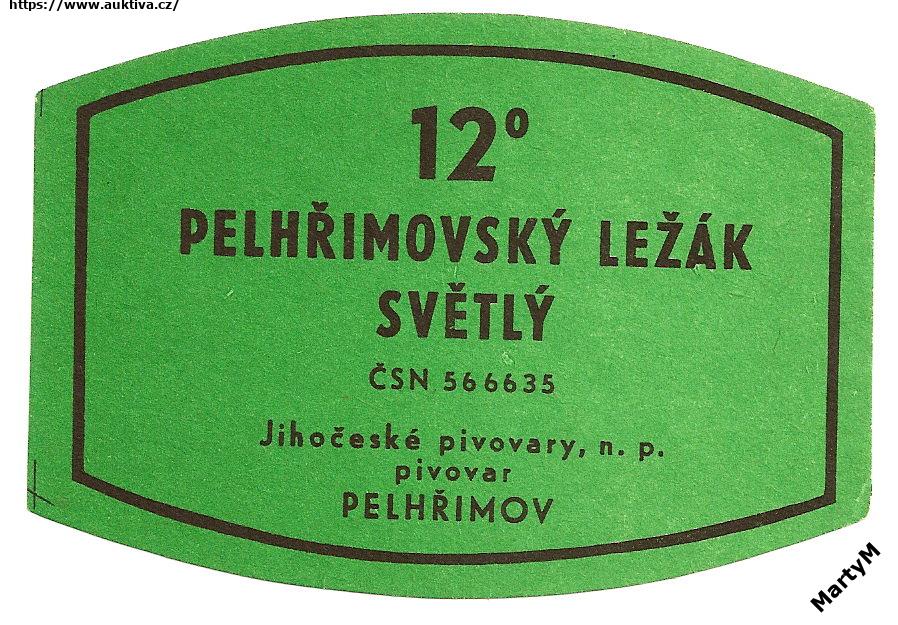 https://www.auktiva.cz/
12°
PELHŘIMOVSKÝ LEŽÁK
SVĚTLÝ
ČSN 566635
Jihočeské pivovary, n. p.
pivovar
PELHŘIMOV
MartyM